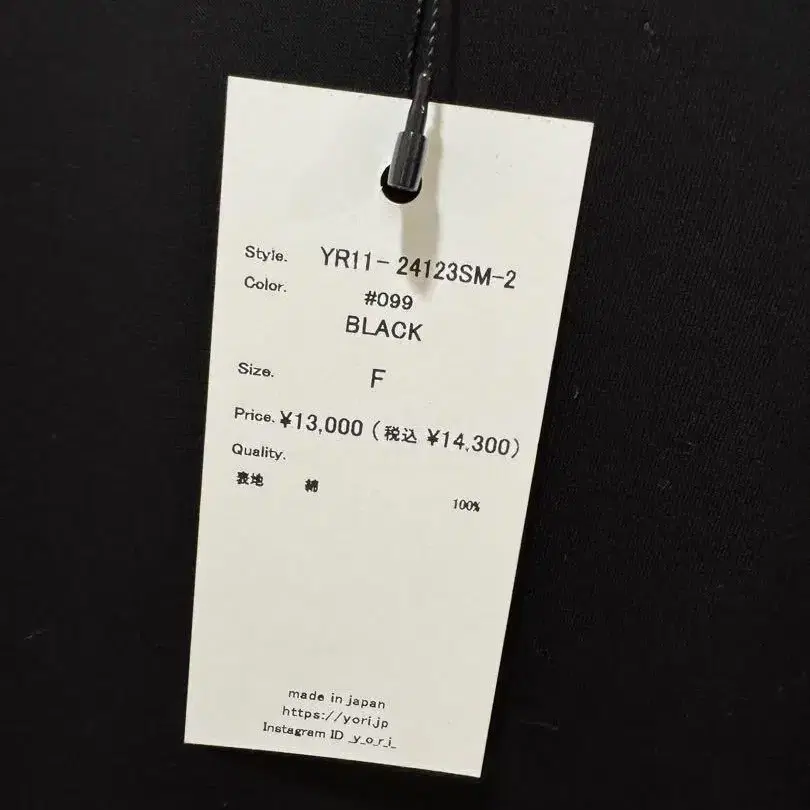 Style. YR11-24123SM-2
Color. #099
BLACK
Size. F
Price. ¥13,000 (税込 ¥14,300)
Quality.
表地 綿 100%
made in japan
https://yori.jp
Instagram ID _y_o_r_i_